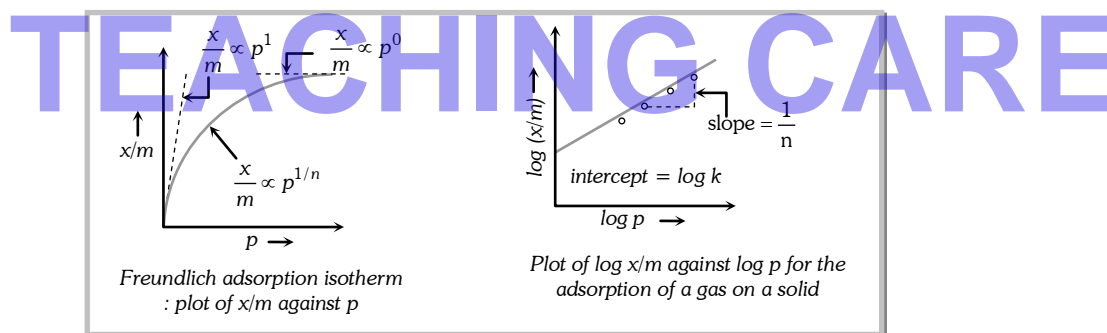 TEACHING CARE
x/m ∝ p^1
x/m ∝ p^0
x/m
x/m ∝ p^{1/n}
p
Freundlich adsorption isotherm
: plot of x/m against p
log (x/m)
slope = 1/n
intercept = log k
log p
Plot of log x/m against log p for the
adsorption of a gas on a solid